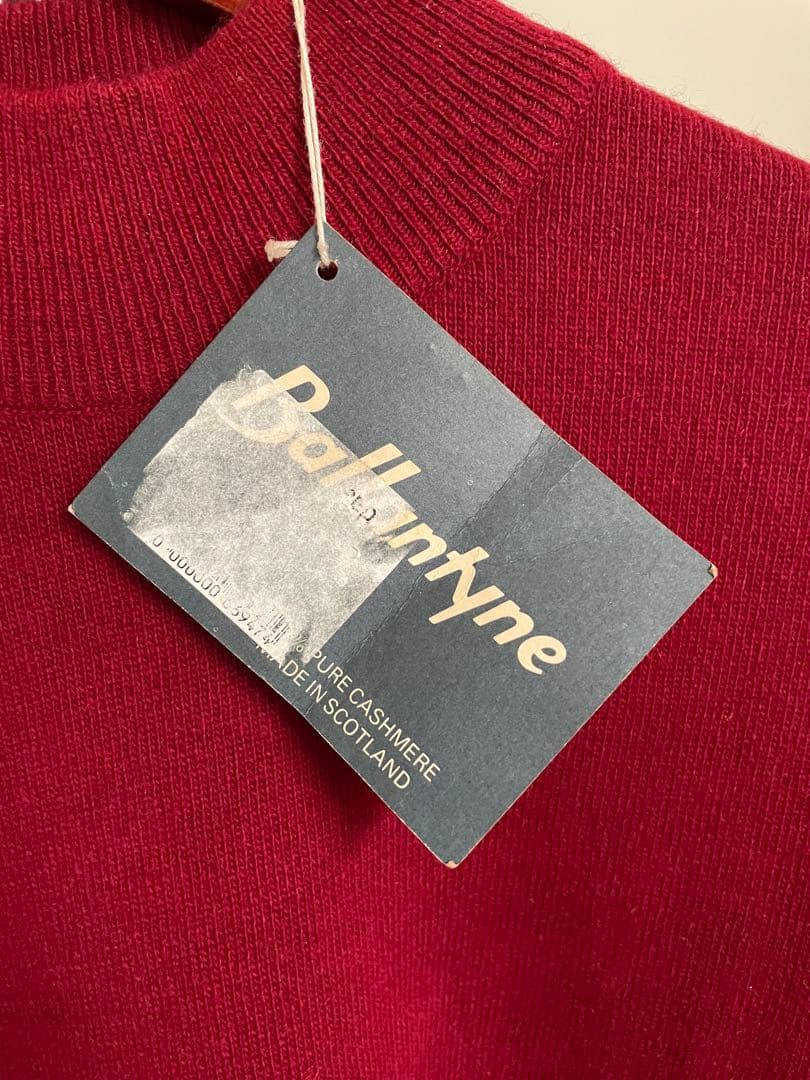 Ballantyne
% PURE CASHMERE
MADE IN SCOTLAND